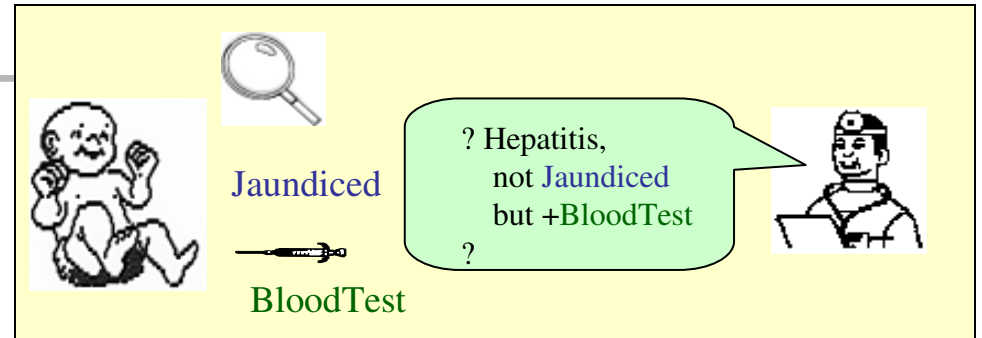 Jaundiced
BloodTest
? Hepatitis,
not Jaundiced
but +BloodTest
?